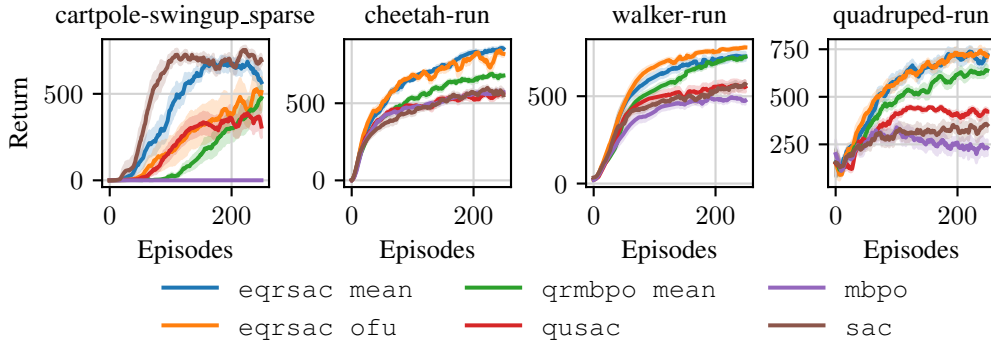 cartpole-swingup_sparse cheetah-run walker-run quadruped-run
Return
500
0
0 200
Episodes
500
0
0 200
Episodes
500
0
0 200
Episodes
750
500
250
0 200
Episodes
eqrsac mean qrmbpo mean mbpo
eqrsac ofu qusac sac